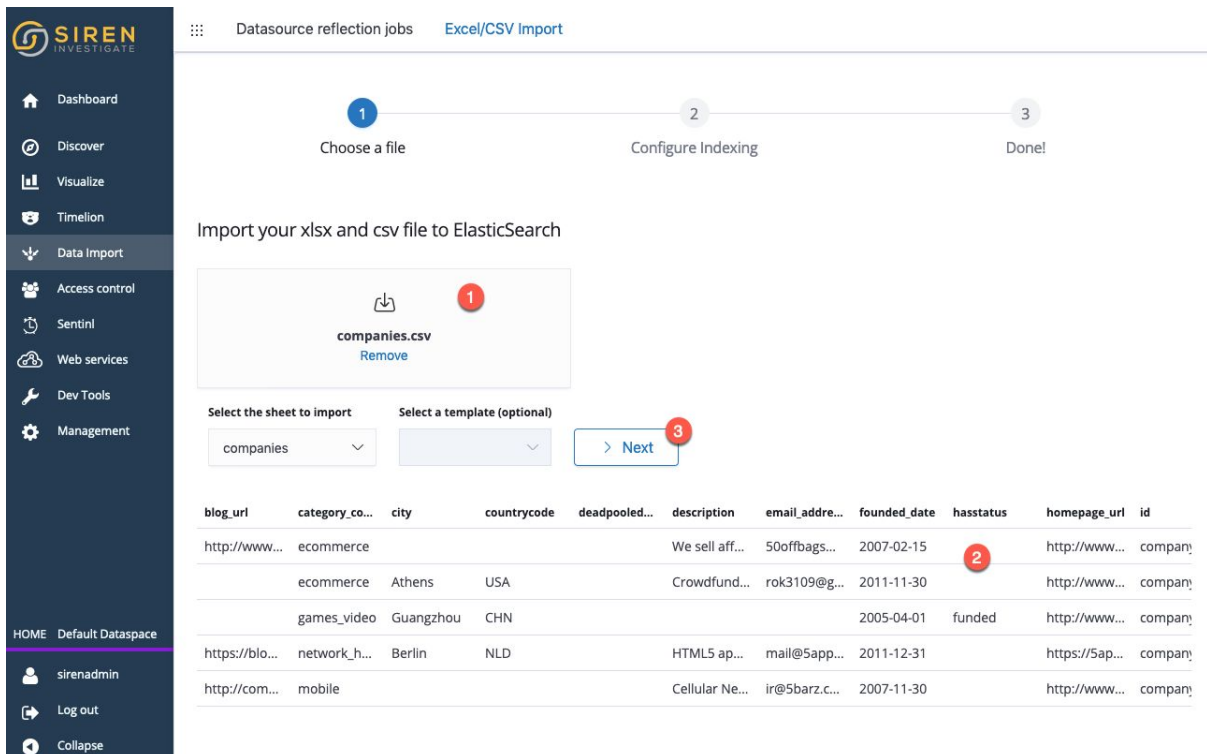 SIREN
INVESTIGATE
Dashboard
Discover
Visualize
Timelion
Data Import
Access control
Sentinl
Web services
Dev Tools
Management
HOME Default Dataspace
sirenadmin
Log out
Collapse
Datasource reflection jobs Excel/CSV Import
1 2 3
Choose a file Configure Indexing Done!
Import your xlsx and csv file to ElasticSearch
1
companies.csv
Remove
Select the sheet to import Select a template (optional)
companies > Next 3
blog_url category_co... city countrycode deadpooled... description email_addre... founded_date hasstatus homepage_url id
http://www... ecommerce We sell aff... 50offbags... 2007-02-15 http://www... company
2
ecommerce Athens USA Crowdfund... rok3109@g... 2011-11-30 http://www... company
games_video Guangzhou CHN 2005-04-01 funded http://www... company
https://blo... network_h... Berlin NLD HTML5 ap... mail@5app... 2011-12-31 https://5ap... company
http://com... mobile Cellular Ne... ir@5barz.c... 2007-11-30 http://www... company